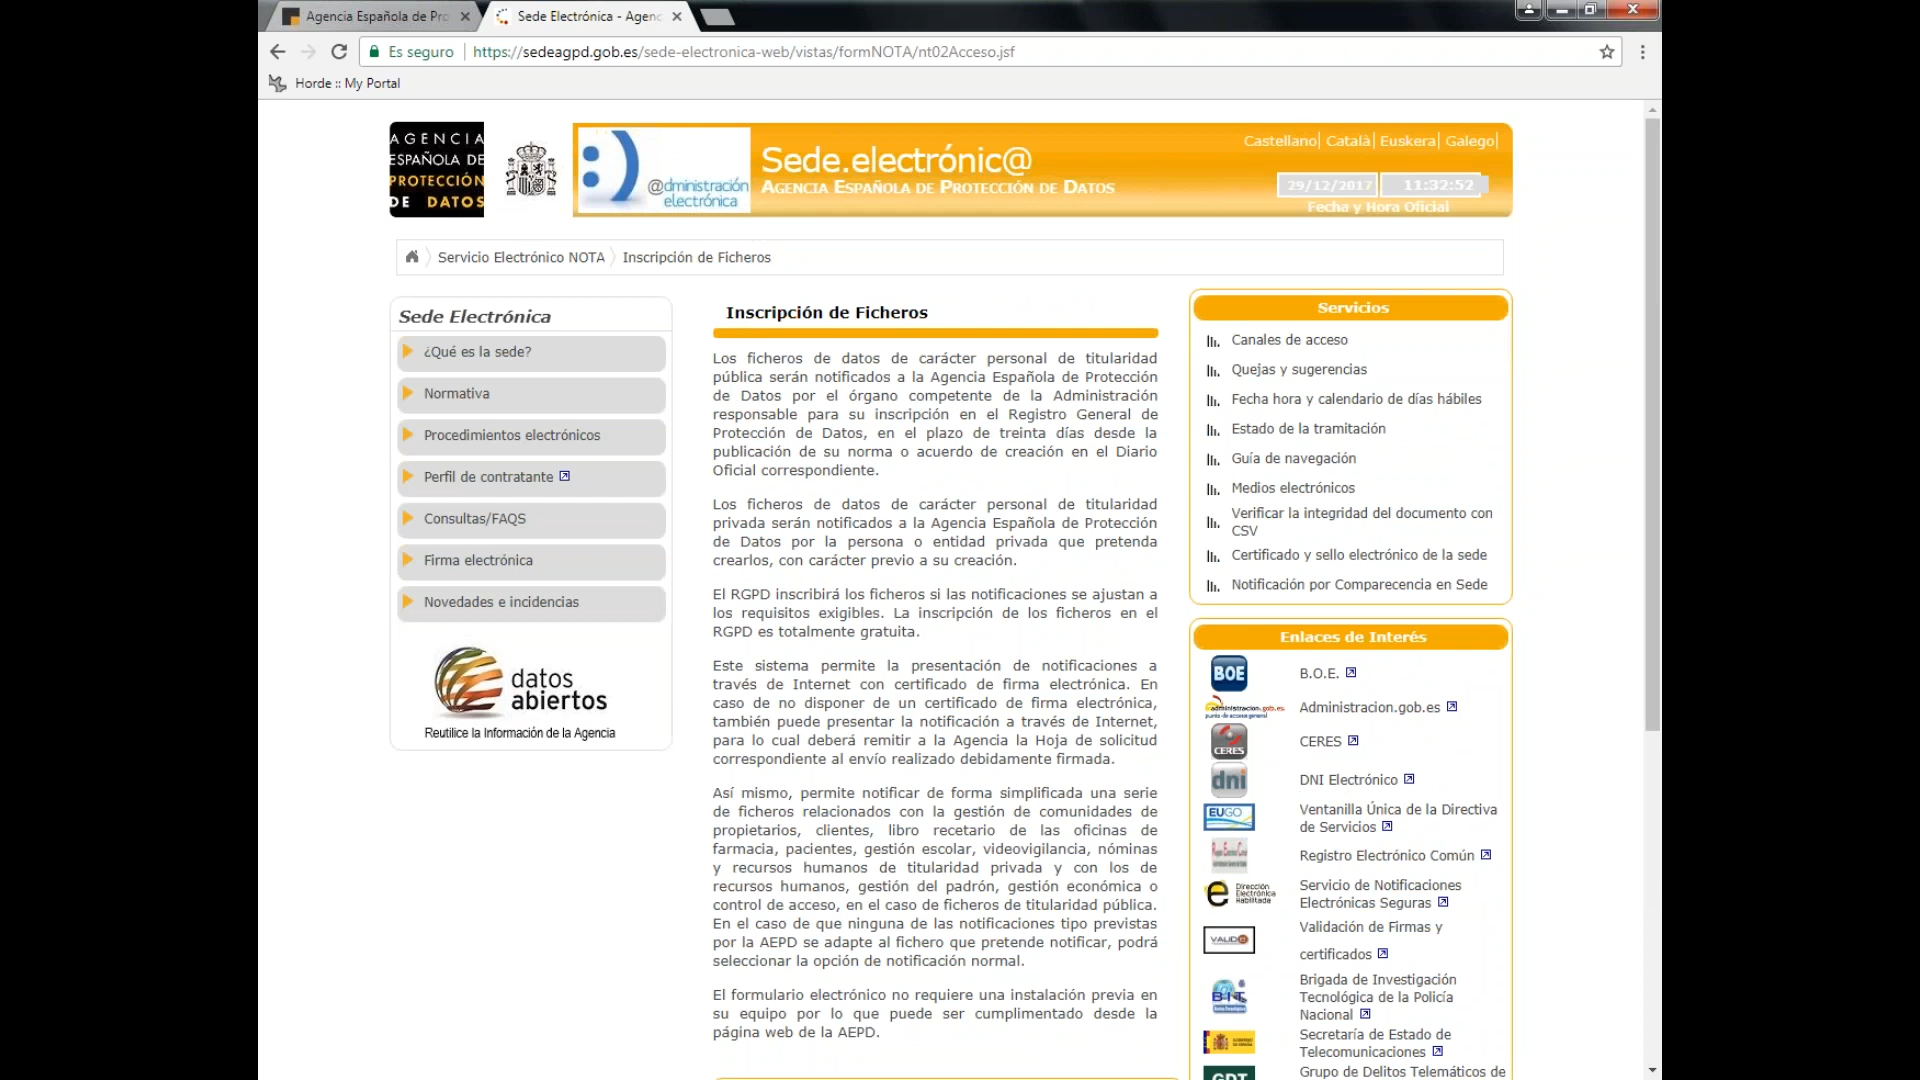 Agencia Española de Pro
Sede Electrónica - Agenc
Es seguro
https://sedeagpd.gob.es/sede-electronica-web/vistas/formNOTA/nt02Acceso.jsf
Horde :: My Portal
AGENCIA
ESPAÑOLA DE
PROTECCIÓN
DE DATOS
@dministración
electrónica
Sede.electrónic@
AGENCIA ESPAÑOLA DE PROTECCIÓN DE DATOS
Castellano| Català| Euskera| Galego|
29/12/2017 11:32:52
Fecha y Hora Oficial
Servicio Electrónico NOTA
Inscripción de Ficheros
Sede Electrónica
¿Qué es la sede?
Normativa
Procedimientos electrónicos
Perfil de contratante
Consultas/FAQS
Firma electrónica
Novedades e incidencias
datos
abiertos
Reutilice la Información de la Agencia
Inscripción de Ficheros
Los ficheros de datos de carácter personal de titularidad
pública serán notificados a la Agencia Española de Protección
de Datos por el órgano competente de la Administración
responsable para su inscripción en el Registro General de
Protección de Datos, en el plazo de treinta días desde la
publicación de su norma o acuerdo de creación en el Diario
Oficial correspondiente.
Los ficheros de datos de carácter personal de titularidad
privada serán notificados a la Agencia Española de Protección
de Datos por la persona o entidad privada que pretenda
crearlos, con carácter previo a su creación.
El RGPD inscribirá los ficheros si las notificaciones se ajustan a
los requisitos exigibles. La inscripción de los ficheros en el
RGPD es totalmente gratuita.
Este sistema permite la presentación de notificaciones a
través de Internet con certificado de firma electrónica. En
caso de no disponer de un certificado de firma electrónica,
también puede presentar la notificación a través de Internet,
para lo cual deberá remitir a la Agencia la Hoja de solicitud
correspondiente al envío realizado debidamente firmada.
Así mismo, permite notificar de forma simplificada una serie
de ficheros relacionados con la gestión de comunidades de
propietarios, clientes, libro recetario de las oficinas de
farmacia, pacientes, gestión escolar, videovigilancia, nóminas
y recursos humanos de titularidad privada y con los de
recursos humanos, gestión del padrón, gestión económica o
control de acceso, en el caso de ficheros de titularidad pública.
En el caso de que ninguna de las notificaciones tipo previstas
por la AEPD se adapte al fichero que pretende notificar, podrá
seleccionar la opción de notificación normal.
El formulario electrónico no requiere una instalación previa en
su equipo por lo que puede ser cumplimentado desde la
página web de la AEPD.
Servicios
Canales de acceso
Quejas y sugerencias
Fecha hora y calendario de días hábiles
Estado de la tramitación
Guía de navegación
Medios electrónicos
Verificar la integridad del documento con
CSV
Certificado y sello electrónico de la sede
Notificación por Comparecencia en Sede
Enlaces de Interés
BOE
B.O.E.
administracion.gob.es
punto de acceso general
Administracion.gob.es
CERES
CERES
dni
DNI Electrónico
EUGO
Ventanilla Única de la Directiva
de Servicios
Registro Electrónico Común
Dirección
Electrónica
Habilitada
Servicio de Notificaciones
Electrónicas Seguras
VALIDe
Validación de Firmas y
certificados
B.I.T.
Brigada de Investigación
Tecnológica de la Policía
Nacional
Secretaría de Estado de
Telecomunicaciones
GDT
Grupo de Delitos Telemáticos de